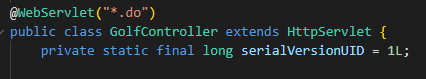 @WebServlet("*.do")
public class GolfController extends HttpServlet {
    private static final long serialVersionUID = 1L;